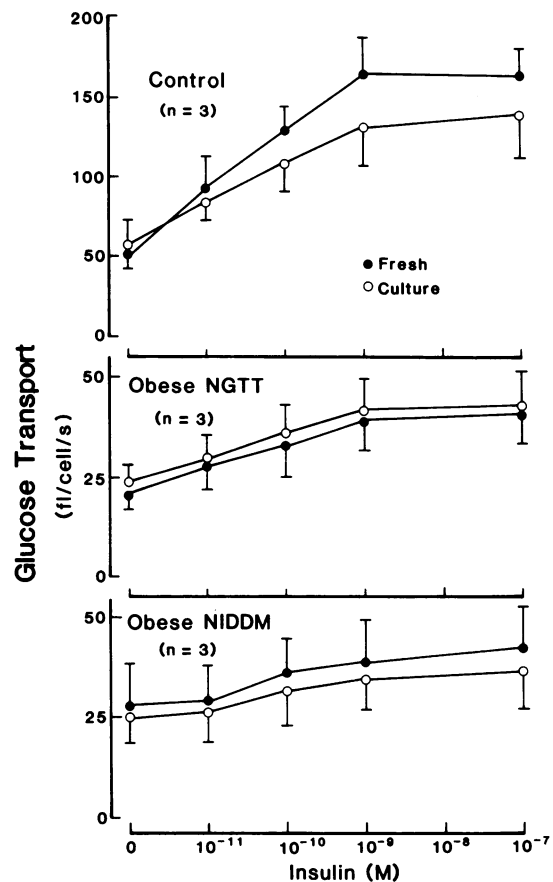 200
Control
(n = 3)
150
100
50
0
Fresh
Culture
Glucose Transport
(fl/cell/s)
50
Obese NGTT
(n = 3)
25
0
50
Obese NIDDM
(n = 3)
25
0
0 10⁻¹¹ 10⁻¹⁰ 10⁻⁹ 10⁻⁸ 10⁻⁷
Insulin (M)